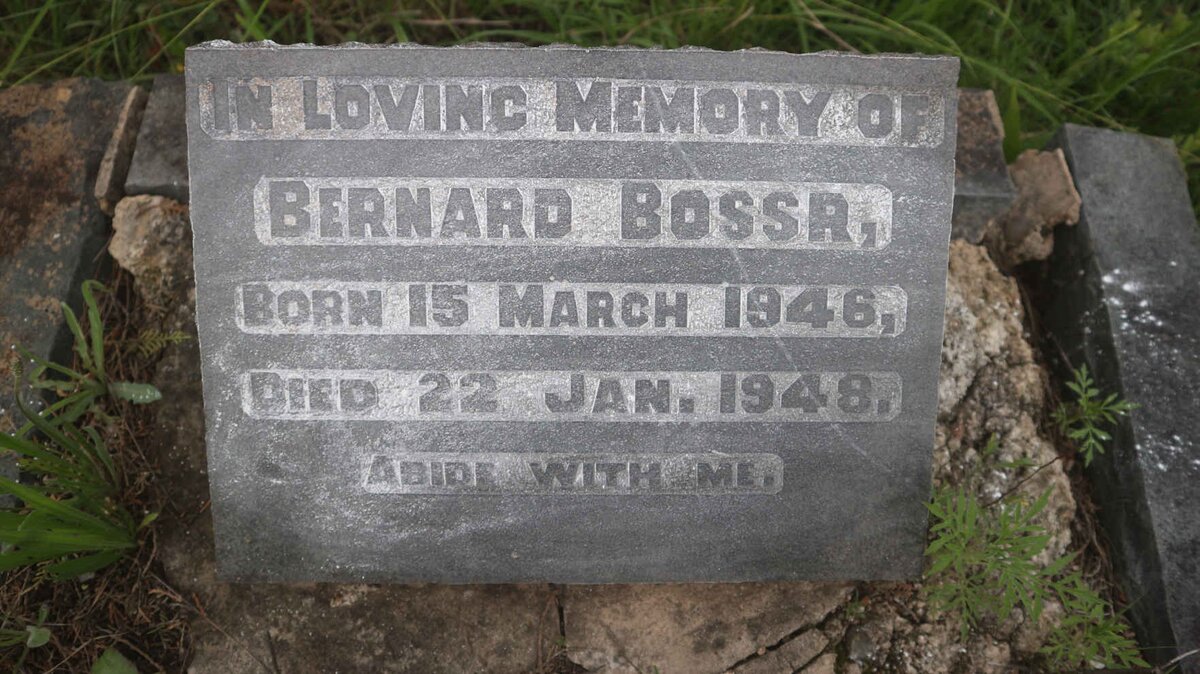 IN LOVING MEMORY OF
BERNARD BOSSR,
BORN 15 MARCH 1946,
DIED 22 JAN. 1948,
ABIDE WITH ME.